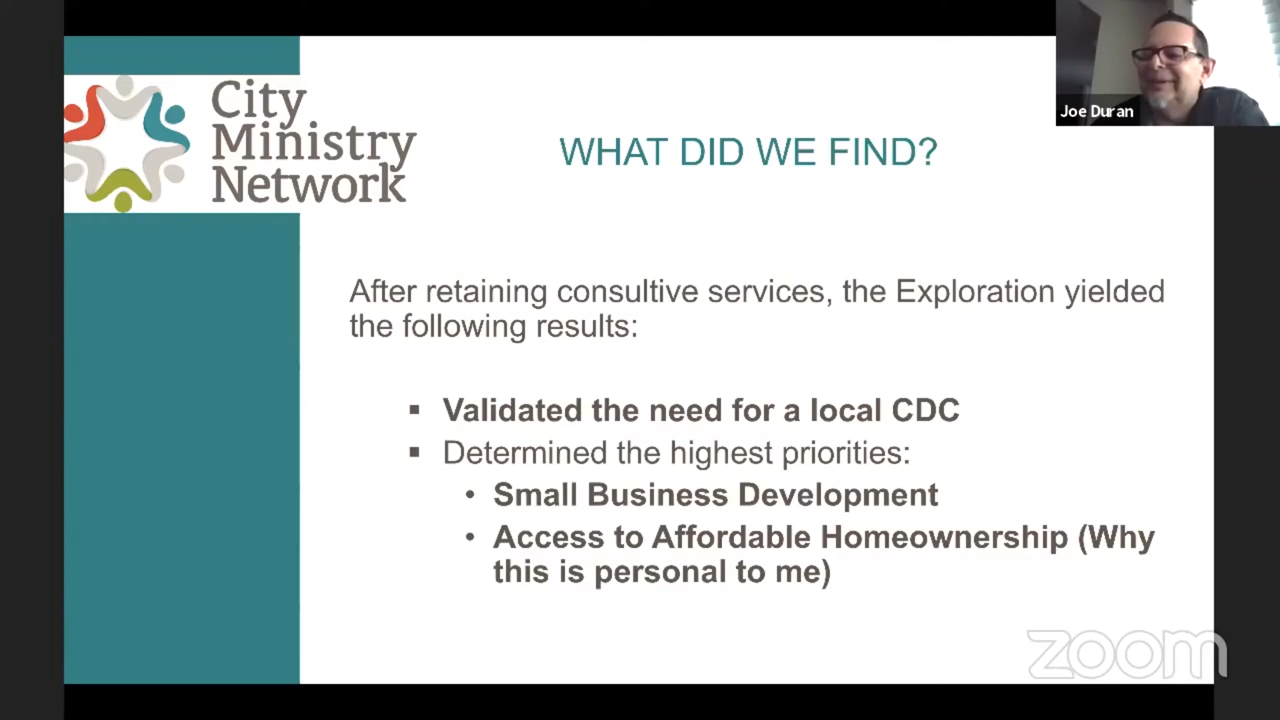 City
Ministry
Network
Joe Duran
WHAT DID WE FIND?
After retaining consultive services, the Exploration yielded
the following results:
▪ Validated the need for a local CDC
▪ Determined the highest priorities:
• Small Business Development
• Access to Affordable Homeownership (Why
this is personal to me)
zoom